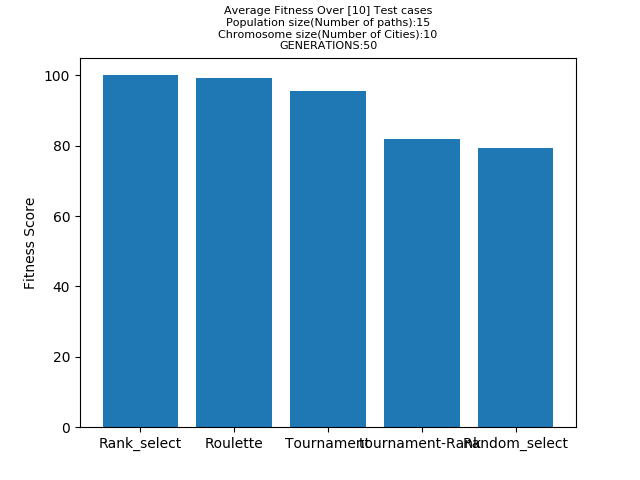 Average Fitness Over [10] Test cases
Population size(Number of paths):15
Chromosome size(Number of Cities):10
GENERATIONS:50
100
80
60
40
20
0
Fitness Score
Rank_select Roulette Tournament tournament-Rank Random_select